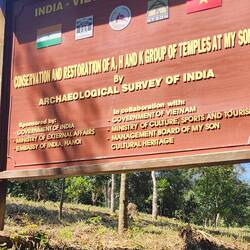 INDIA - VIE
CONSERVATION AND RESTORATION OF A, H AND K GROUP OF TEMPLES AT MY SON
By
ARCHAEOLOGICAL SURVEY OF INDIA
Sponsored by:
- GOVERNMENT OF INDIA
- MINISTRY OF EXTERNAL AFFAIRS
- EMBASSY OF INDIA, HANOI
In collaboration with:
- GOVERNMENT OF VIETNAM
- MINISTRY OF CULTURE, SPORTS AND TOURIS
- MANAGEMENT BOARD OF MY SON
CULTURAL HERITAGE